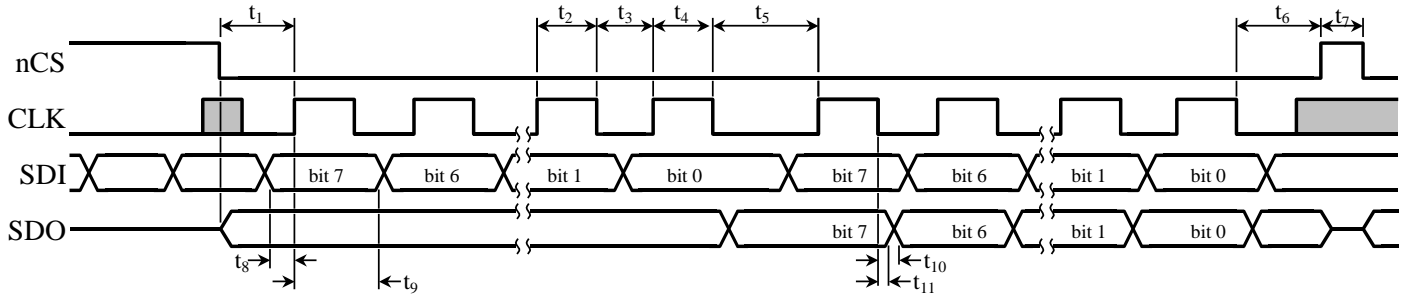 t1 t2 t3 t4 t5 t6 t7
nCS
CLK
SDI bit 7 bit 6 bit 1 bit 0 bit 7 bit 6 bit 1 bit 0
SDO bit 7 bit 6 bit 1 bit 0
t8 t10
t9 t11